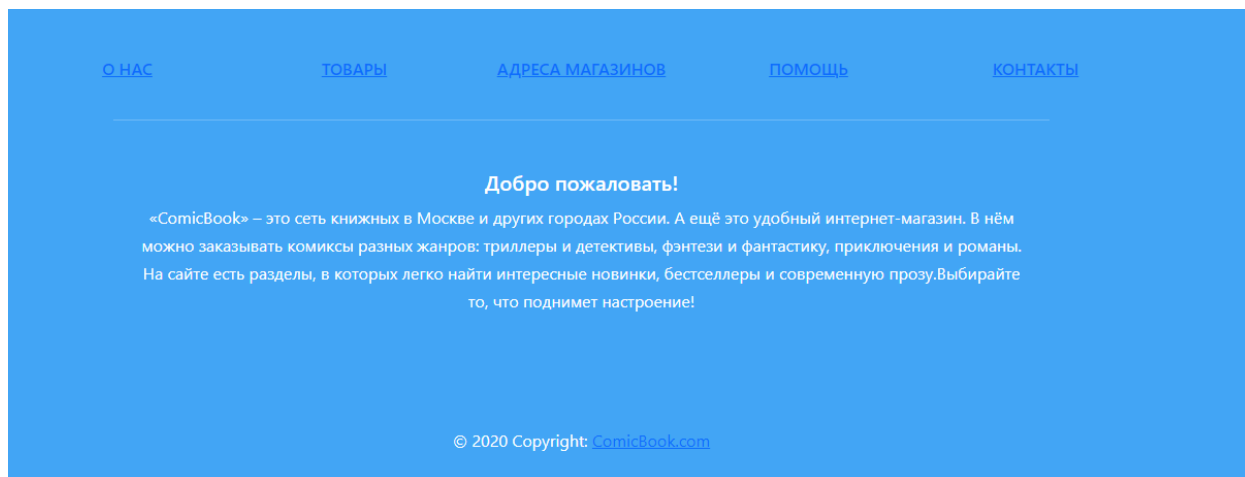 О НАС ТОВАРЫ АДРЕСА МАГАЗИНОВ ПОМОЩЬ КОНТАКТЫ
Добро пожаловать!
«ComicBook» – это сеть книжных в Москве и других городах России. А ещё это удобный интернет-магазин. В нём
можно заказывать комиксы разных жанров: триллеры и детективы, фэнтези и фантастику, приключения и романы.
На сайте есть разделы, в которых легко найти интересные новинки, бестселлеры и современную прозу.Выбирайте
то, что поднимет настроение!
© 2020 Copyright: ComicBook.com